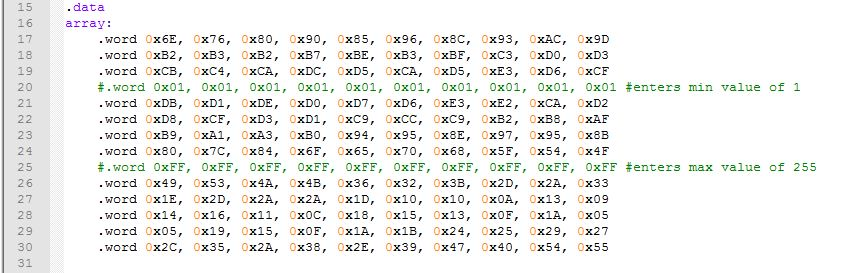 15 .data
16 array:
17 .word 0x6E, 0x76, 0x80, 0x90, 0x85, 0x96, 0x8C, 0x93, 0xAC, 0x9D
18 .word 0xB2, 0xB3, 0xB2, 0xB7, 0xBE, 0xB3, 0xBF, 0xC3, 0xD0, 0xD3
19 .word 0xCB, 0xC4, 0xCA, 0xDC, 0xD5, 0xCA, 0xD5, 0xE3, 0xD6, 0xCF
20 #.word 0x01, 0x01, 0x01, 0x01, 0x01, 0x01, 0x01, 0x01, 0x01, 0x01 #enters min value of 1
21 .word 0xDB, 0xD1, 0xDE, 0xD0, 0xD7, 0xD6, 0xE3, 0xE2, 0xCA, 0xD2
22 .word 0xD8, 0xCF, 0xD3, 0xD1, 0xC9, 0xCC, 0xC9, 0xB2, 0xB8, 0xAF
23 .word 0xB9, 0xA1, 0xA3, 0xB0, 0x94, 0x95, 0x8E, 0x97, 0x95, 0x8B
24 .word 0x80, 0x7C, 0x84, 0x6F, 0x65, 0x70, 0x68, 0x5F, 0x54, 0x4F
25 #.word 0xFF, 0xFF, 0xFF, 0xFF, 0xFF, 0xFF, 0xFF, 0xFF, 0xFF, 0xFF #enters max value of 255
26 .word 0x49, 0x53, 0x4A, 0x4B, 0x36, 0x32, 0x3B, 0x2D, 0x2A, 0x33
27 .word 0x1E, 0x2D, 0x2A, 0x2A, 0x1D, 0x10, 0x10, 0x0A, 0x13, 0x09
28 .word 0x14, 0x16, 0x11, 0x0C, 0x18, 0x15, 0x13, 0x0F, 0x1A, 0x05
29 .word 0x05, 0x19, 0x15, 0x0F, 0x1A, 0x1B, 0x24, 0x25, 0x29, 0x27
30 .word 0x2C, 0x35, 0x2A, 0x38, 0x2E, 0x39, 0x47, 0x40, 0x54, 0x55
31